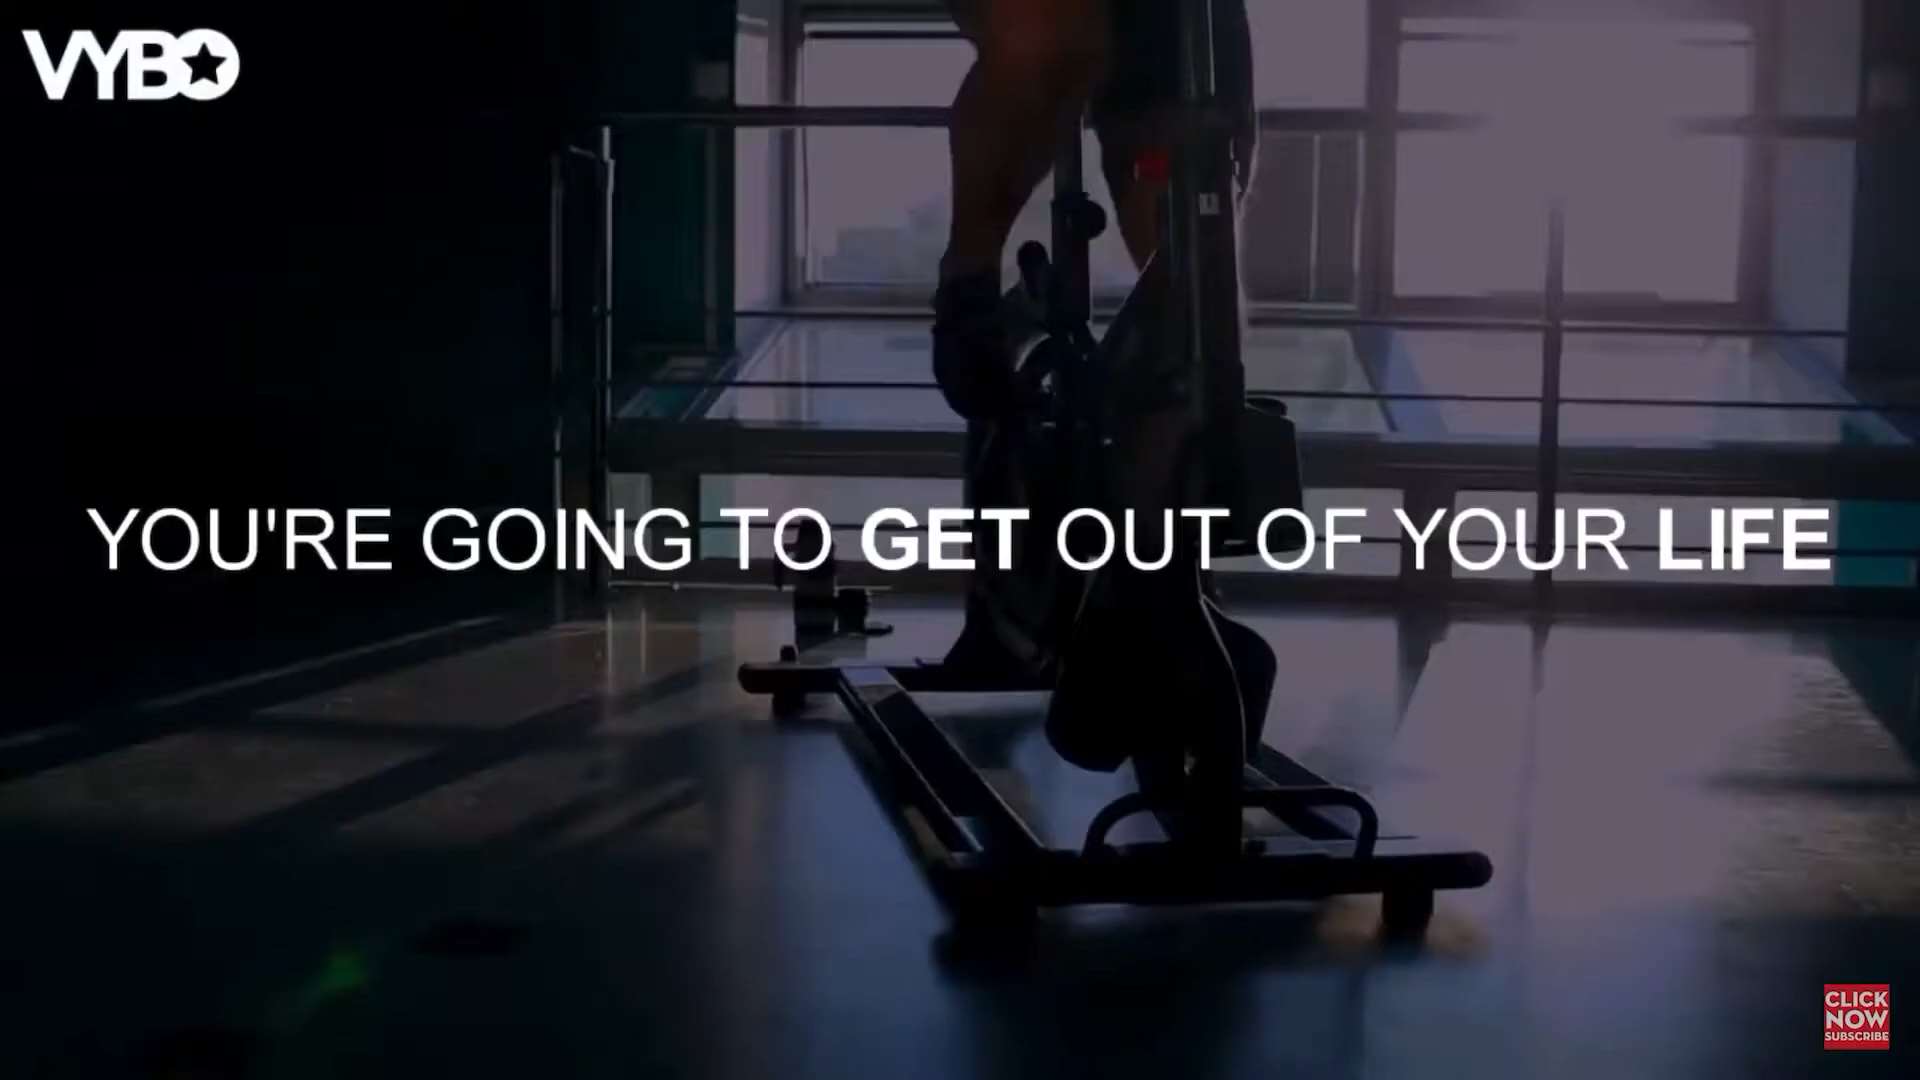 VYBO
YOU'RE GOING TO GET OUT OF YOUR LIFE
CLICK
NOW
SUBSCRIBE